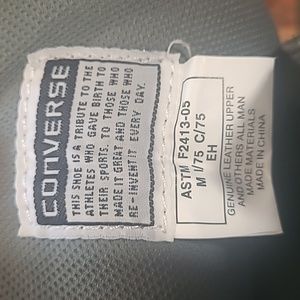 CONVERSE
THIS SHOE IS A TRIBUTE TO THE
ATHLETES WHO GAVE BIRTH TO
THEIR SPORTS. TO THOSE WHO
MADE IT GREAT AND THOSE WHO
RE-INVENT IT EVERY DAY.
ASTM F2413-05
M I/75 C/75
EH
GENUINE LEATHER UPPER
AND OTHERS ALL MAN
MADE MATERIALS
MADE IN CHINA